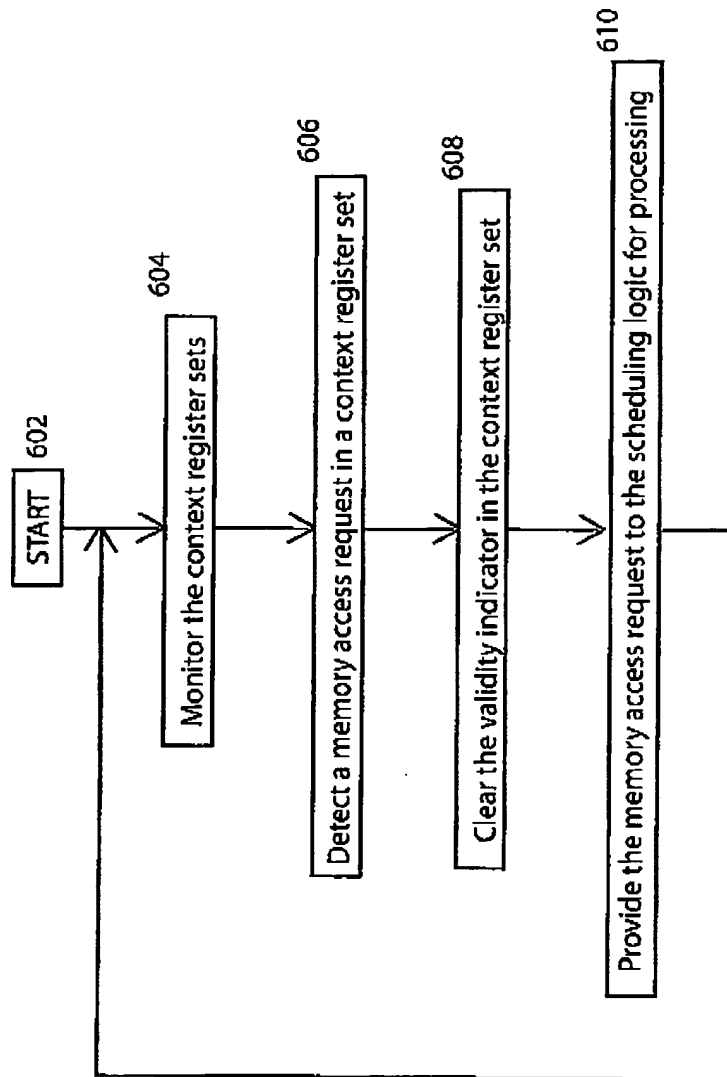 START
602
604
Monitor the context register sets
606
Detect a memory access request in a context register set
608
Clear the validity indicator in the context register set
610
Provide the memory access request to the scheduling logic for processing